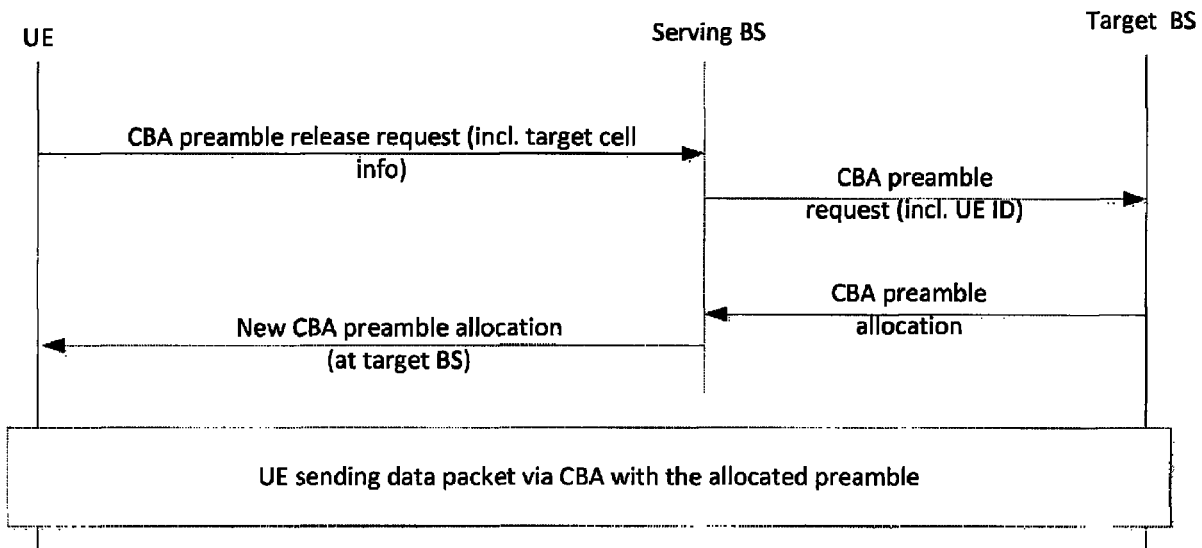 UE
Serving BS
Target BS
CBA preamble release request (incl. target cell
info)
CBA preamble
request (incl. UE ID)
CBA preamble
allocation
New CBA preamble allocation
(at target BS)
UE sending data packet via CBA with the allocated preamble